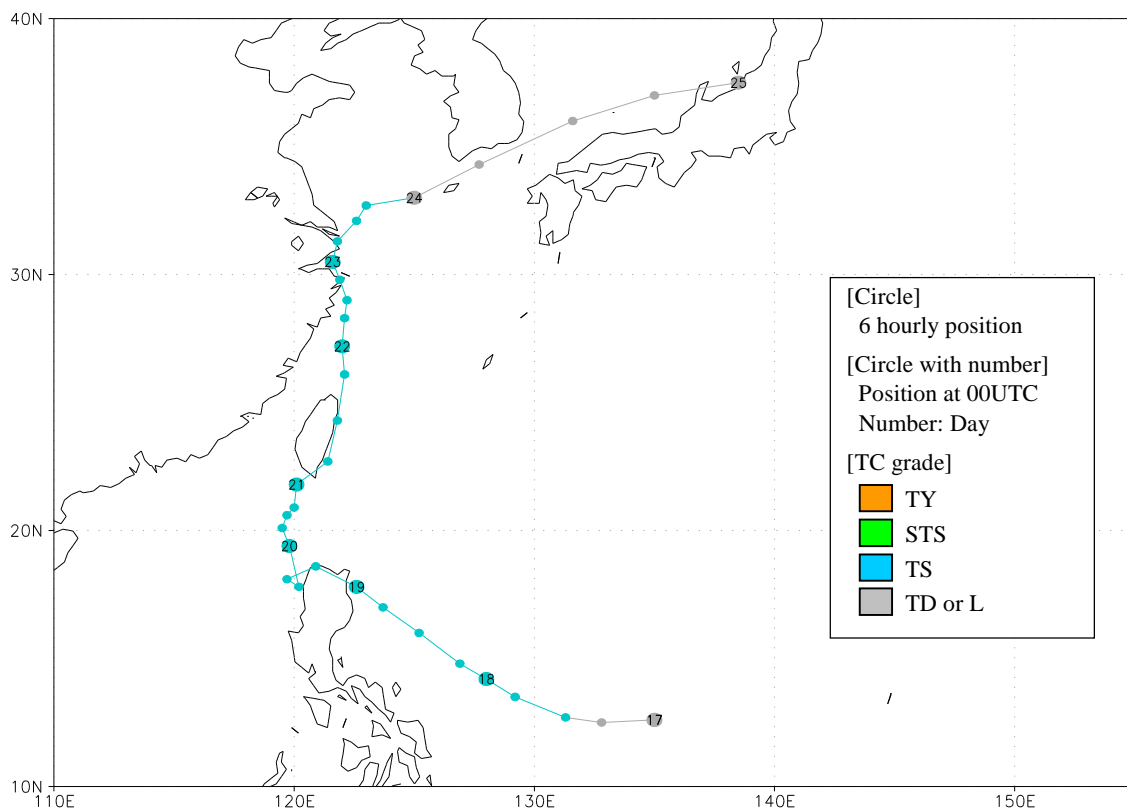 40N
25
24
23
30N
22
21
20N
20
19
18
17
10N
110E
120E
130E
140E
150E
[Circle]
6 hourly position
[Circle with number]
Position at 00UTC
Number: Day
[TC grade]
TY
STS
TS
TD or L